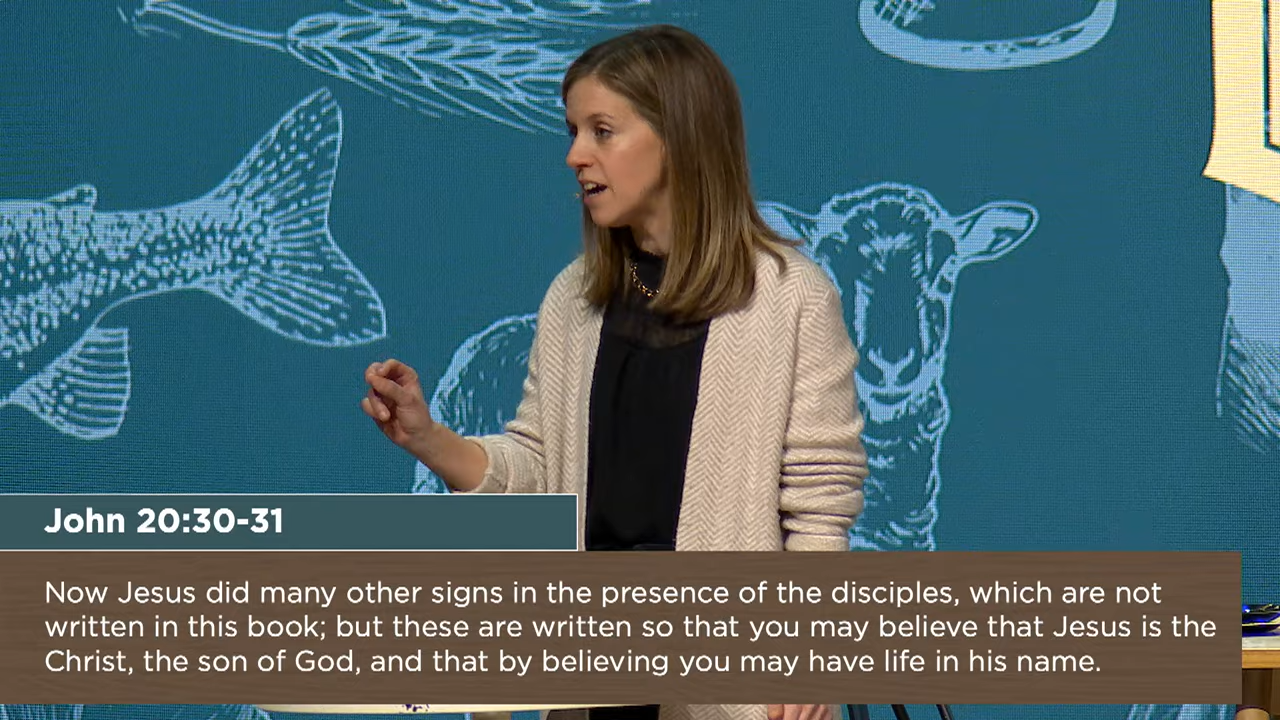 John 20:30-31
Now Jesus did many other signs in the presence of the disciples, which are not
written in this book; but these are written so that you may believe that Jesus is the
Christ, the son of God, and that by believing you may have life in his name.